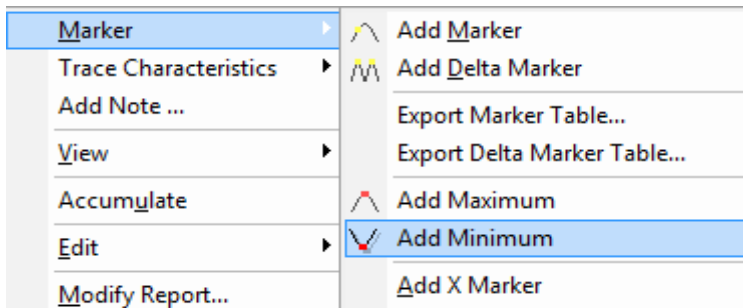 Marker
Trace Characteristics
Add Note ...
View
Accumulate
Edit
Modify Report...
Add Marker
Add Delta Marker
Export Marker Table...
Export Delta Marker Table...
Add Maximum
Add Minimum
Add X Marker